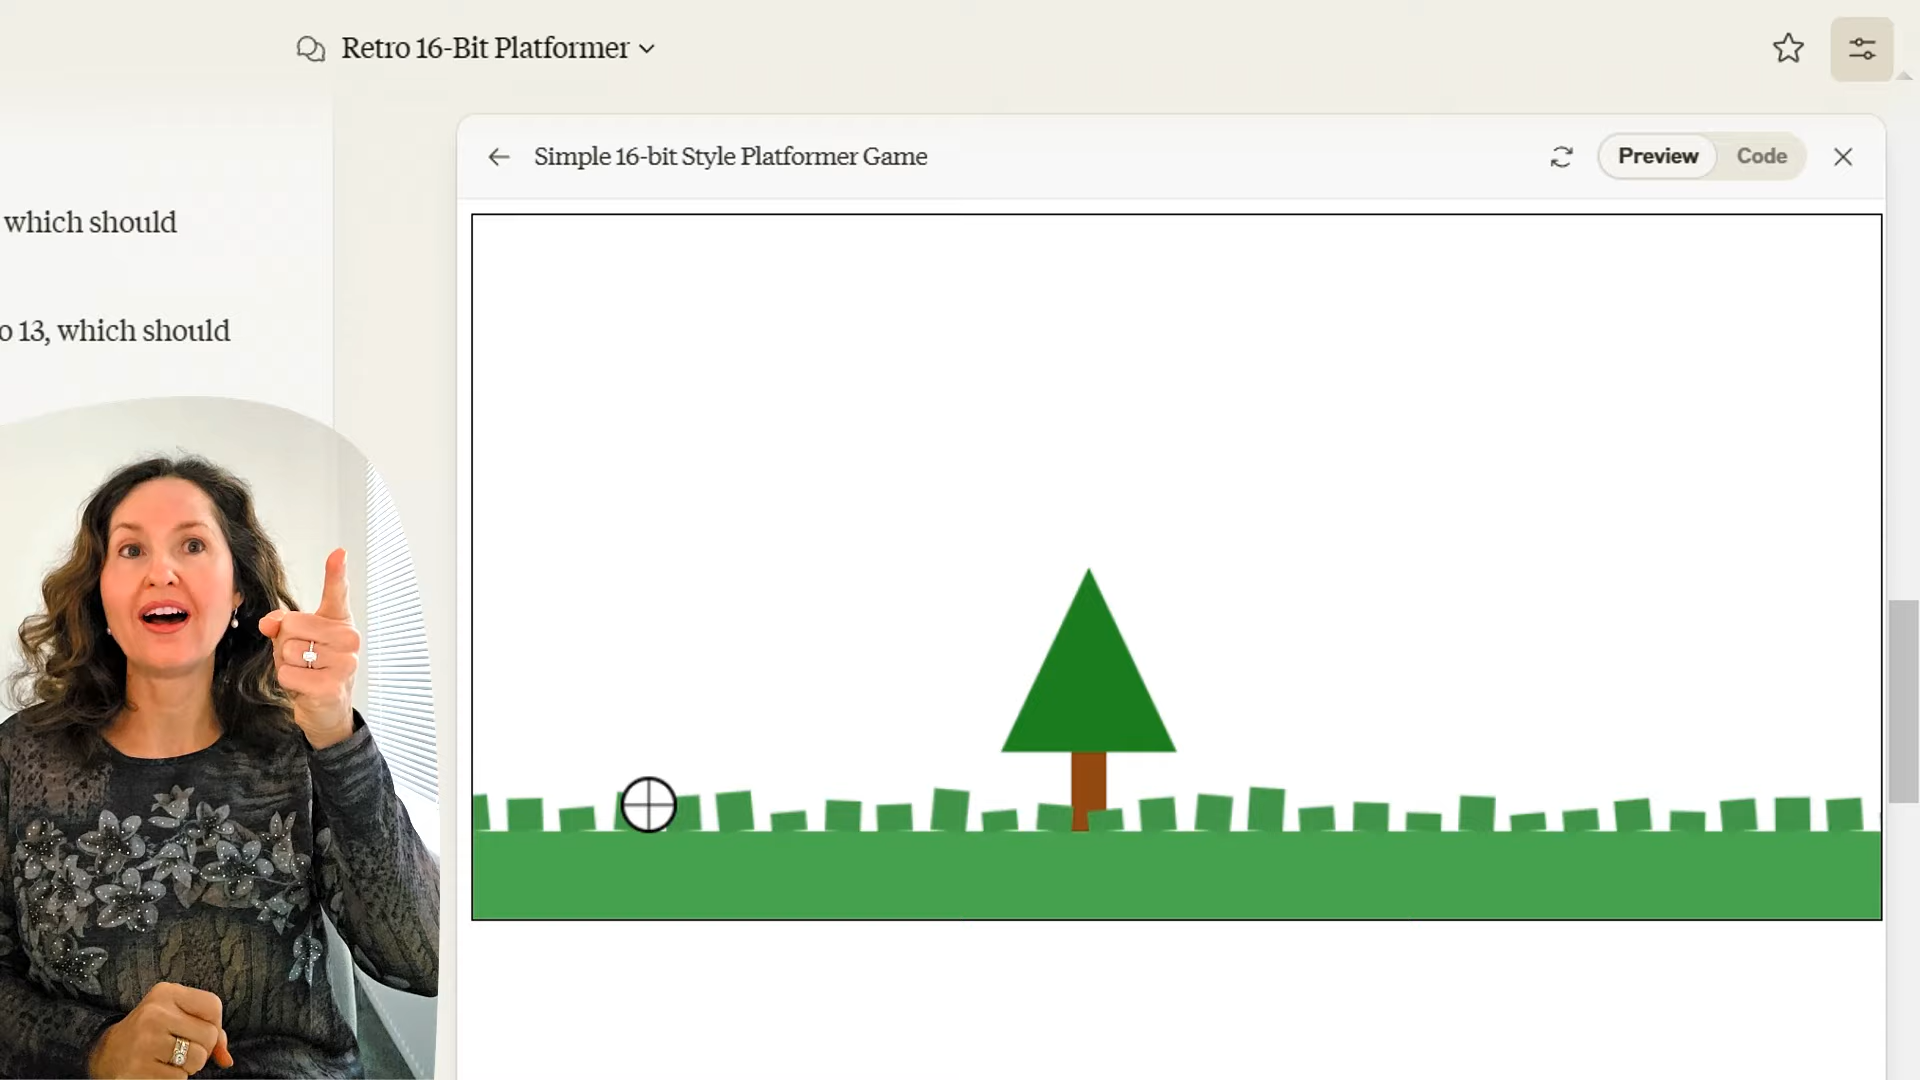 Retro 16-Bit Platformer
Simple 16-bit Style Platformer Game
Preview
Code
which should
o 13, which should